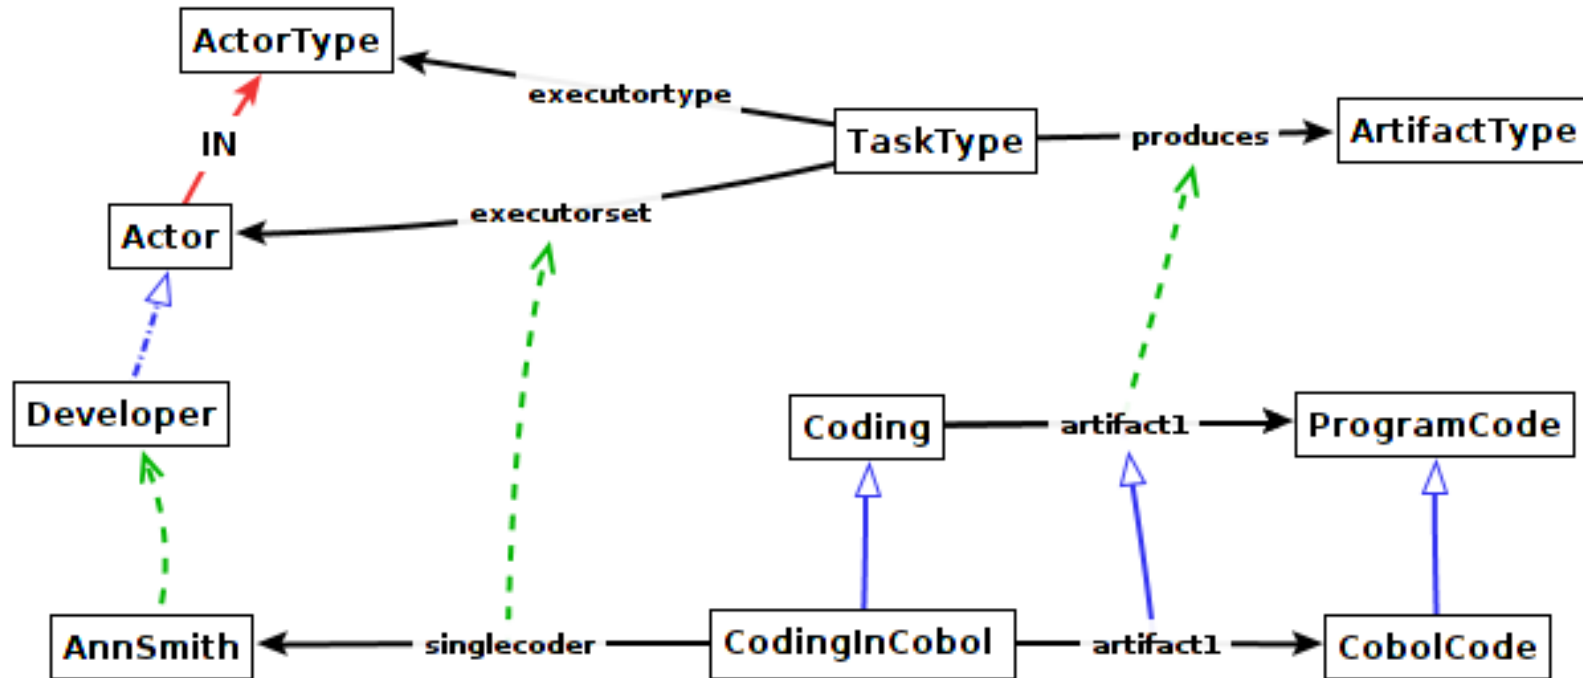 ActorType
executortype
TaskType
produces
ArtifactType
IN
Actor
executorset
Developer
Coding
artifact1
ProgramCode
AnnSmith
singlecoder
CodingInCobol
artifact1
CobolCode